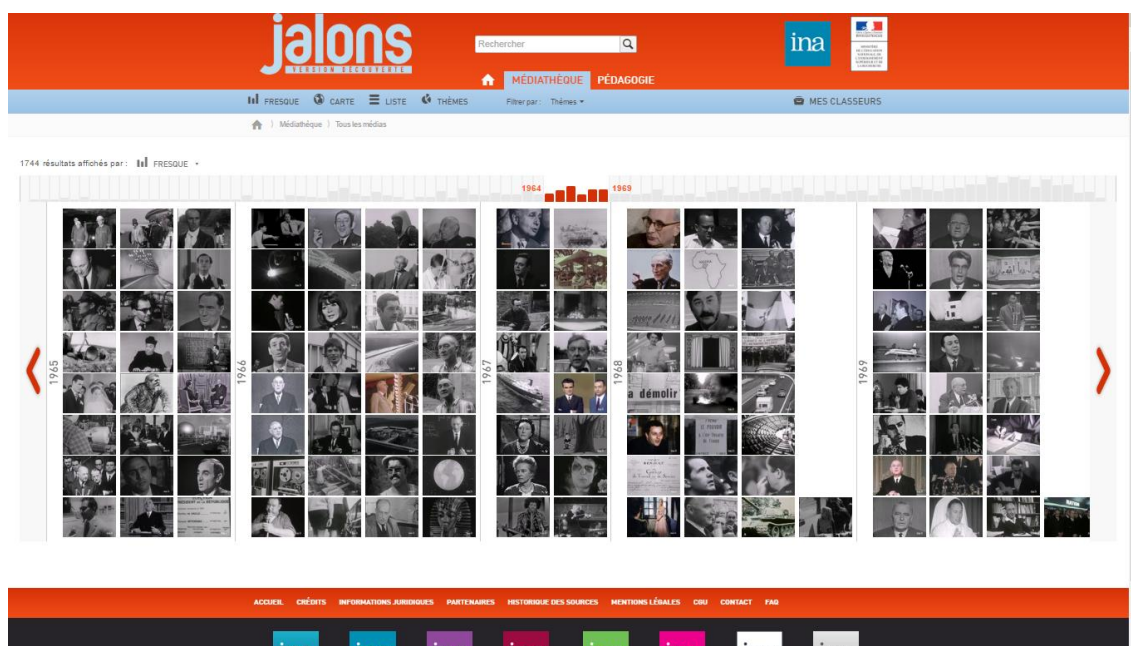 jalons
VERSION DÉCOUVERTE
Rechercher
ina
MÉDIATHÈQUE PÉDAGOGIE
FRESQUE CARTE LISTE THÈMES Filtrer par : Thèmes MES CLASSEURS
Médiathèque Tous les médias
1744 résultats affichés par : FRESQUE
1964 1969
1965
1966
1967
1968
1969
a démolir
ACCUEIL CRÉDITS INFORMATIONS JURIDIQUES PARTENAIRES HISTORIQUE DES SOURCES MENTIONS LÉGALES CGU CONTACT FAQ